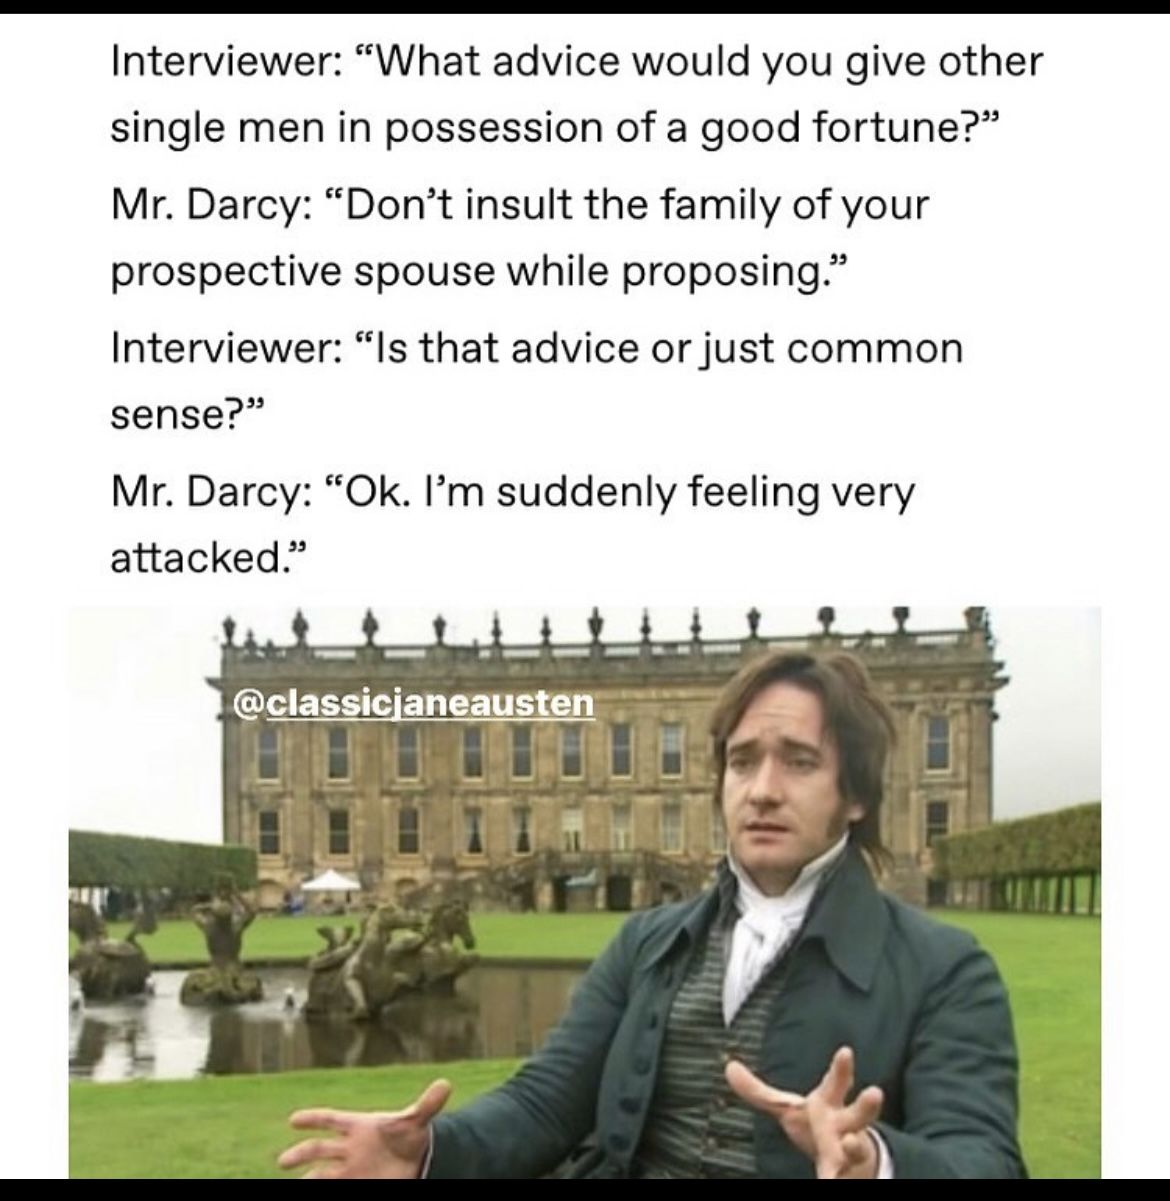 Interviewer: “What advice would you give other
single men in possession of a good fortune?”
Mr. Darcy: “Don’t insult the family of your
prospective spouse while proposing.”
Interviewer: “Is that advice or just common
sense?”
Mr. Darcy: “Ok. I’m suddenly feeling very
attacked.”
@classicjaneausten